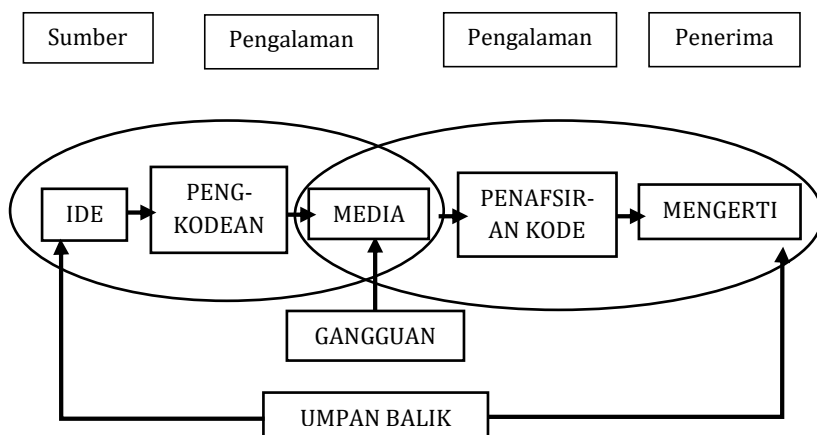 Sumber
Pengalaman
Pengalaman
Penerima
IDE
PENG-
KODEAN
MEDIA
PENAFSIR-
AN KODE
MENGERTI
GANGGUAN
UMPAN BALIK